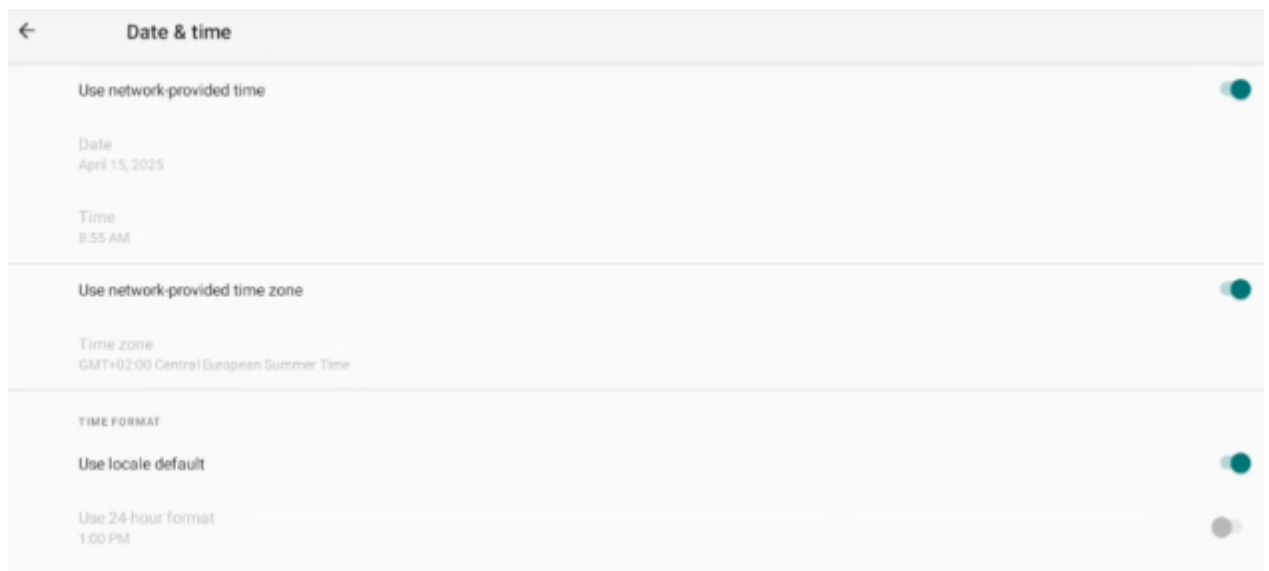 Date & time
Use network-provided time
Date
April 15, 2025
Time
8:55 AM
Use network-provided time zone
Time zone
GMT+02:00 Central European Summer Time
TIME FORMAT
Use locale default
Use 24-hour format
1:00 PM